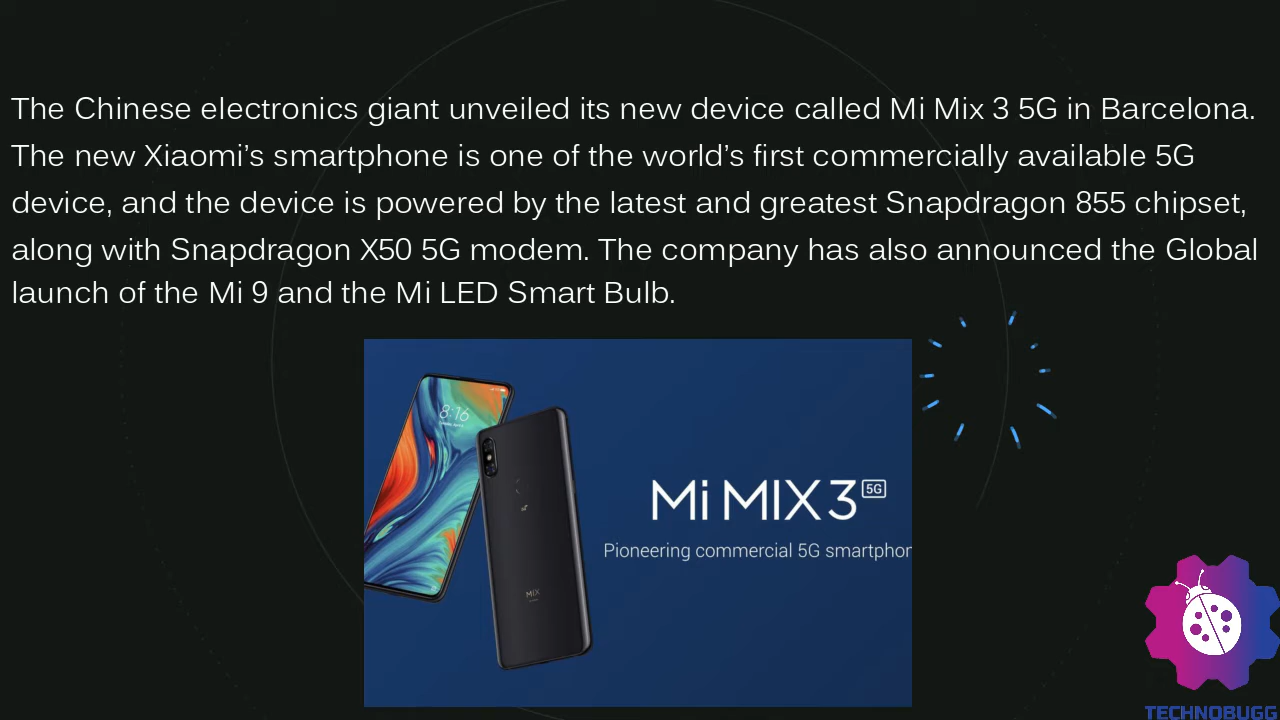 The Chinese electronics giant unveiled its new device called Mi Mix 3 5G in Barcelona.
The new Xiaomi’s smartphone is one of the world’s first commercially available 5G
device, and the device is powered by the latest and greatest Snapdragon 855 chipset,
along with Snapdragon X50 5G modem. The company has also announced the Global
launch of the Mi 9 and the Mi LED Smart Bulb.
8:16
Mi MIX 3 5G
Pioneering commercial 5G smartphor
MIX
TECHNOBUGG